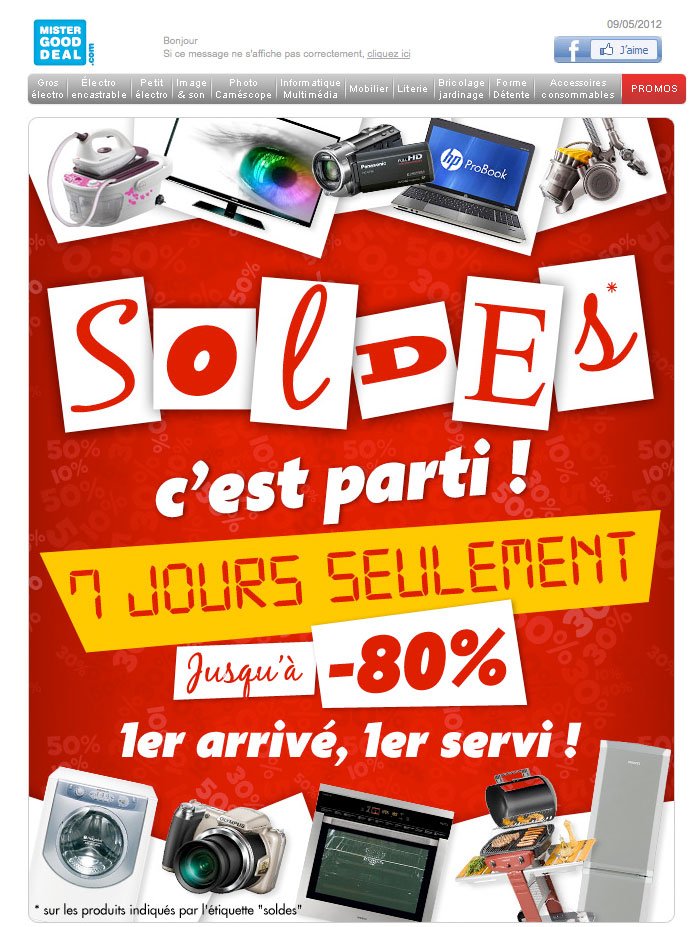 MISTER
GOOD
DEAL.com
09/05/2012
Bonjour
Si ce message ne s'affiche pas correctement, cliquez ici
f J'aime
Gros électro
Électro encastrable
Petit électro
Image & son
Photo Caméscope
Informatique Multimédia
Mobilier
Literie
Bricolage jardinage
Forme Détente
Accessoires consommables
PROMOS
Panasonic
FULL HD
hp ProBook
SOlDEs*
c'est parti !
7 JOURS SEULEMENT
Jusqu'à -80%
1er arrivé, 1er servi !
OLYMPUS
* sur les produits indiqués par l'étiquette "soldes"